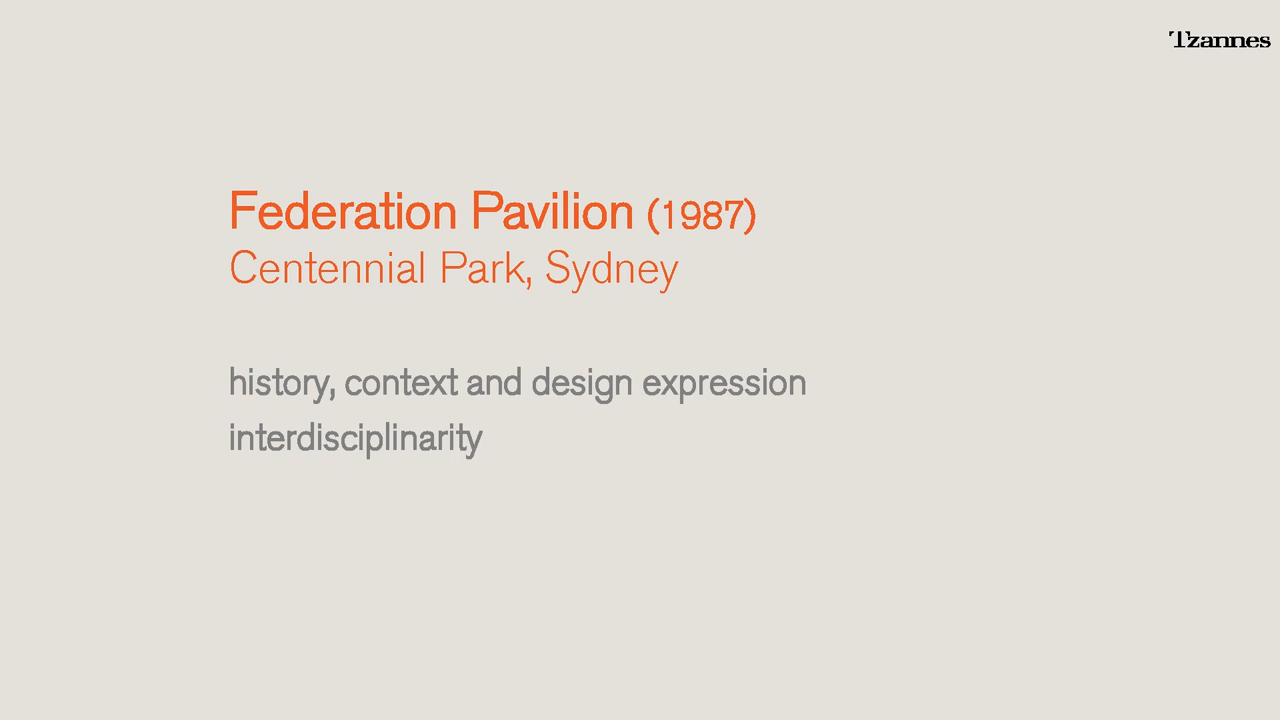 Tzannes
Federation Pavilion (1987)
Centennial Park, Sydney
history, context and design expression
interdisciplinarity